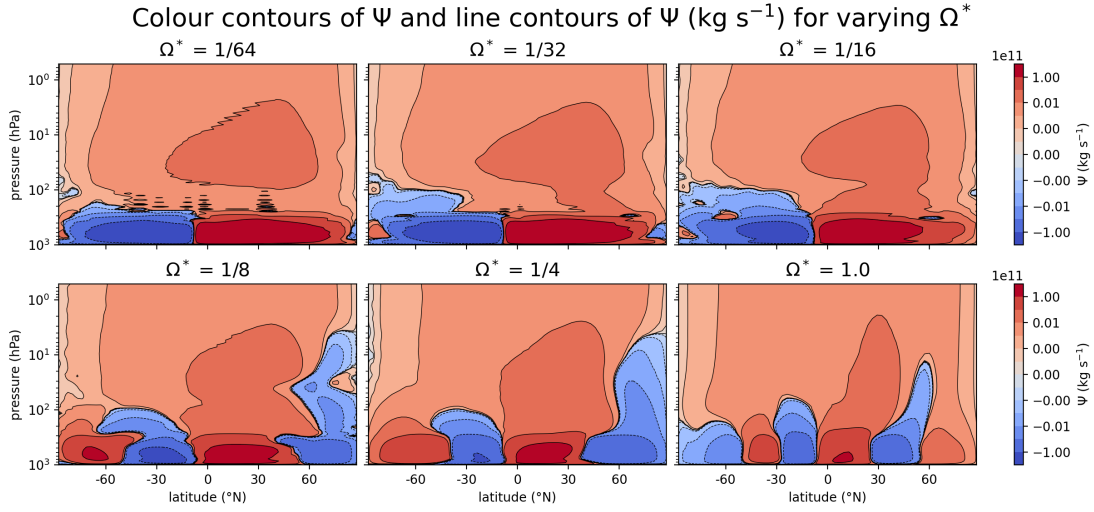 Colour contours of Ψ and line contours of Ψ (kg s⁻¹) for varying Ω*
Ω* = 1/64
Ω* = 1/32
Ω* = 1/16
1e11
pressure (hPa)
10⁰
10¹
10²
10³
1.00
0.01
0.00
0.00
−0.00
−0.01
−1.00
Ψ (kg s⁻¹)
Ω* = 1/8
Ω* = 1/4
Ω* = 1.0
1e11
pressure (hPa)
10⁰
10¹
10²
10³
-60 -30 0 30 60
-60 -30 0 30 60
-60 -30 0 30 60
latitude (°N)
latitude (°N)
latitude (°N)
1.00
0.01
0.00
0.00
−0.00
−0.01
−1.00
Ψ (kg s⁻¹)